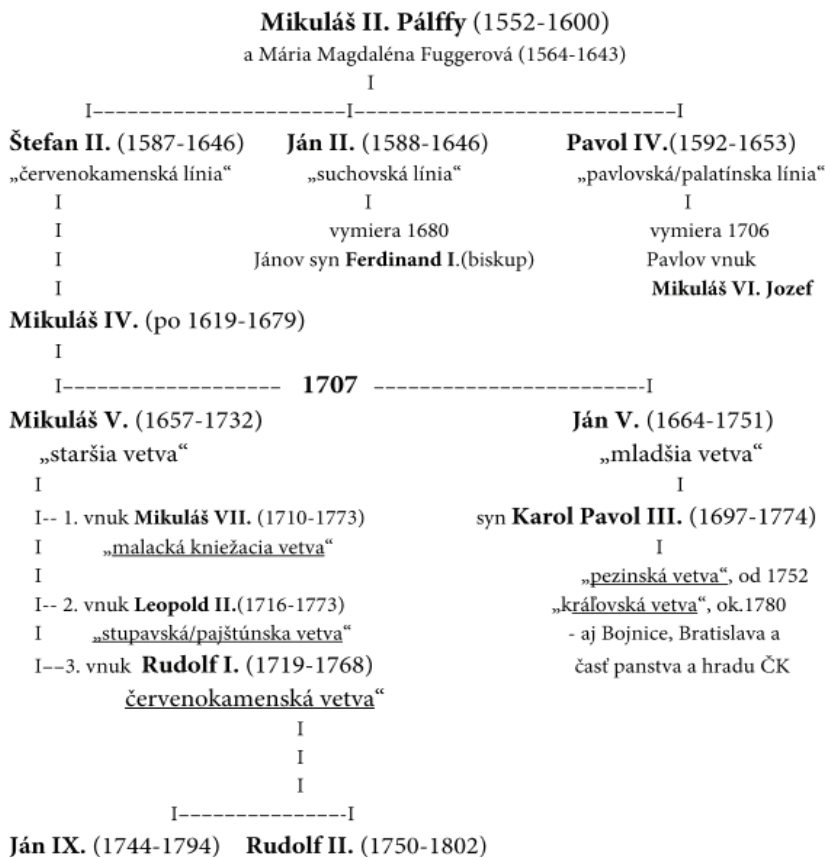 Mikuláš II. Pálffy (1552-1600)
a Mária Magdaléna Fuggerová (1564-1643)
I
I----------------------I----------------------------I
Štefan II. (1587-1646) Ján II. (1588-1646) Pavol IV.(1592-1653)
„červenokamenská línia“ „suchovská línia“ „pavlovská/palatínska línia“
I I I
I vymiera 1680 vymiera 1706
I Jánov syn Ferdinand I.(biskup) Pavlov vnuk
I Mikuláš VI. Jozef
Mikuláš IV. (po 1619-1679)
I
I------------------- 1707 ------------------------I
Mikuláš V. (1657-1732) Ján V. (1664-1751)
„staršia vetva“ „mladšia vetva“
I I
I-- 1. vnuk Mikuláš VII. (1710-1773) syn Karol Pavol III. (1697-1774)
I „malacká kniežacia vetva“ I
I „pezinská vetva“, od 1752
I-- 2. vnuk Leopold II.(1716-1773) „kráľovská vetva“, ok.1780
I „stupavská/pajštúnska vetva“ - aj Bojnice, Bratislava a
I––3. vnuk Rudolf I. (1719-1768) časť panstva a hradu ČK
červenokamenská vetva“
I
I
I
I---------------I
Ján IX. (1744-1794) Rudolf II. (1750-1802)